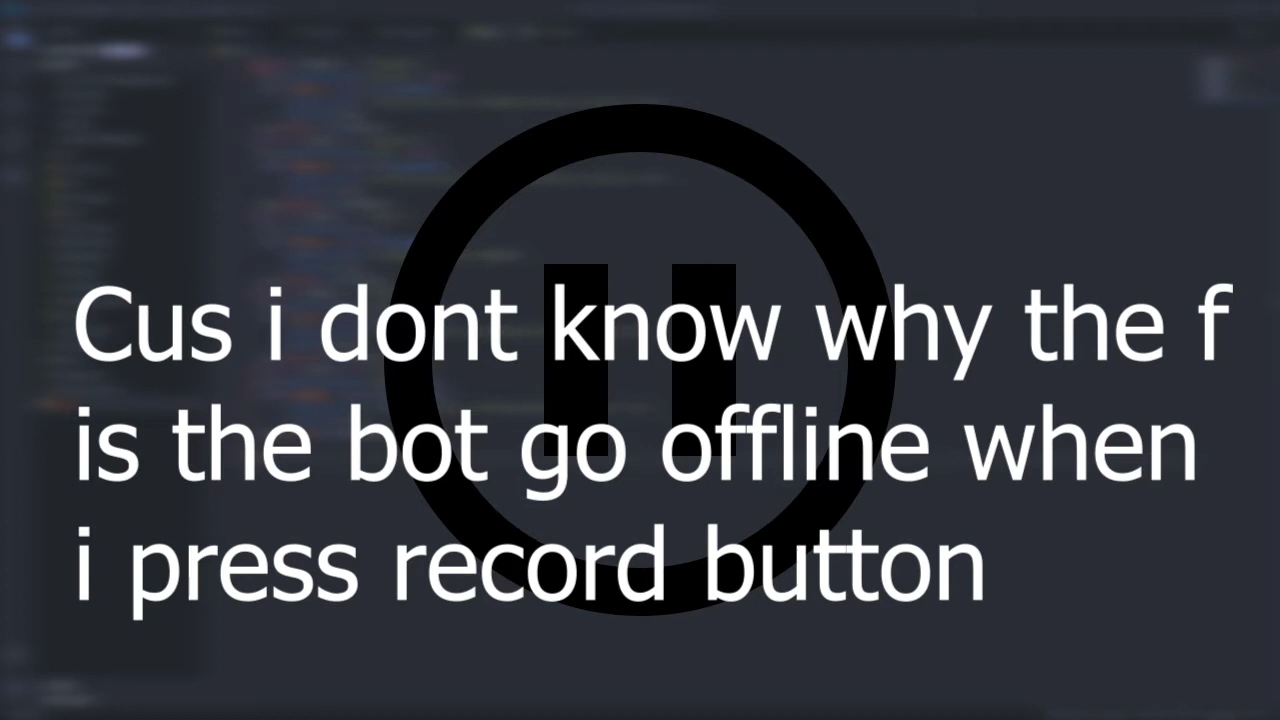 Cus i dont know why the f
is the bot go offline when
i press record button